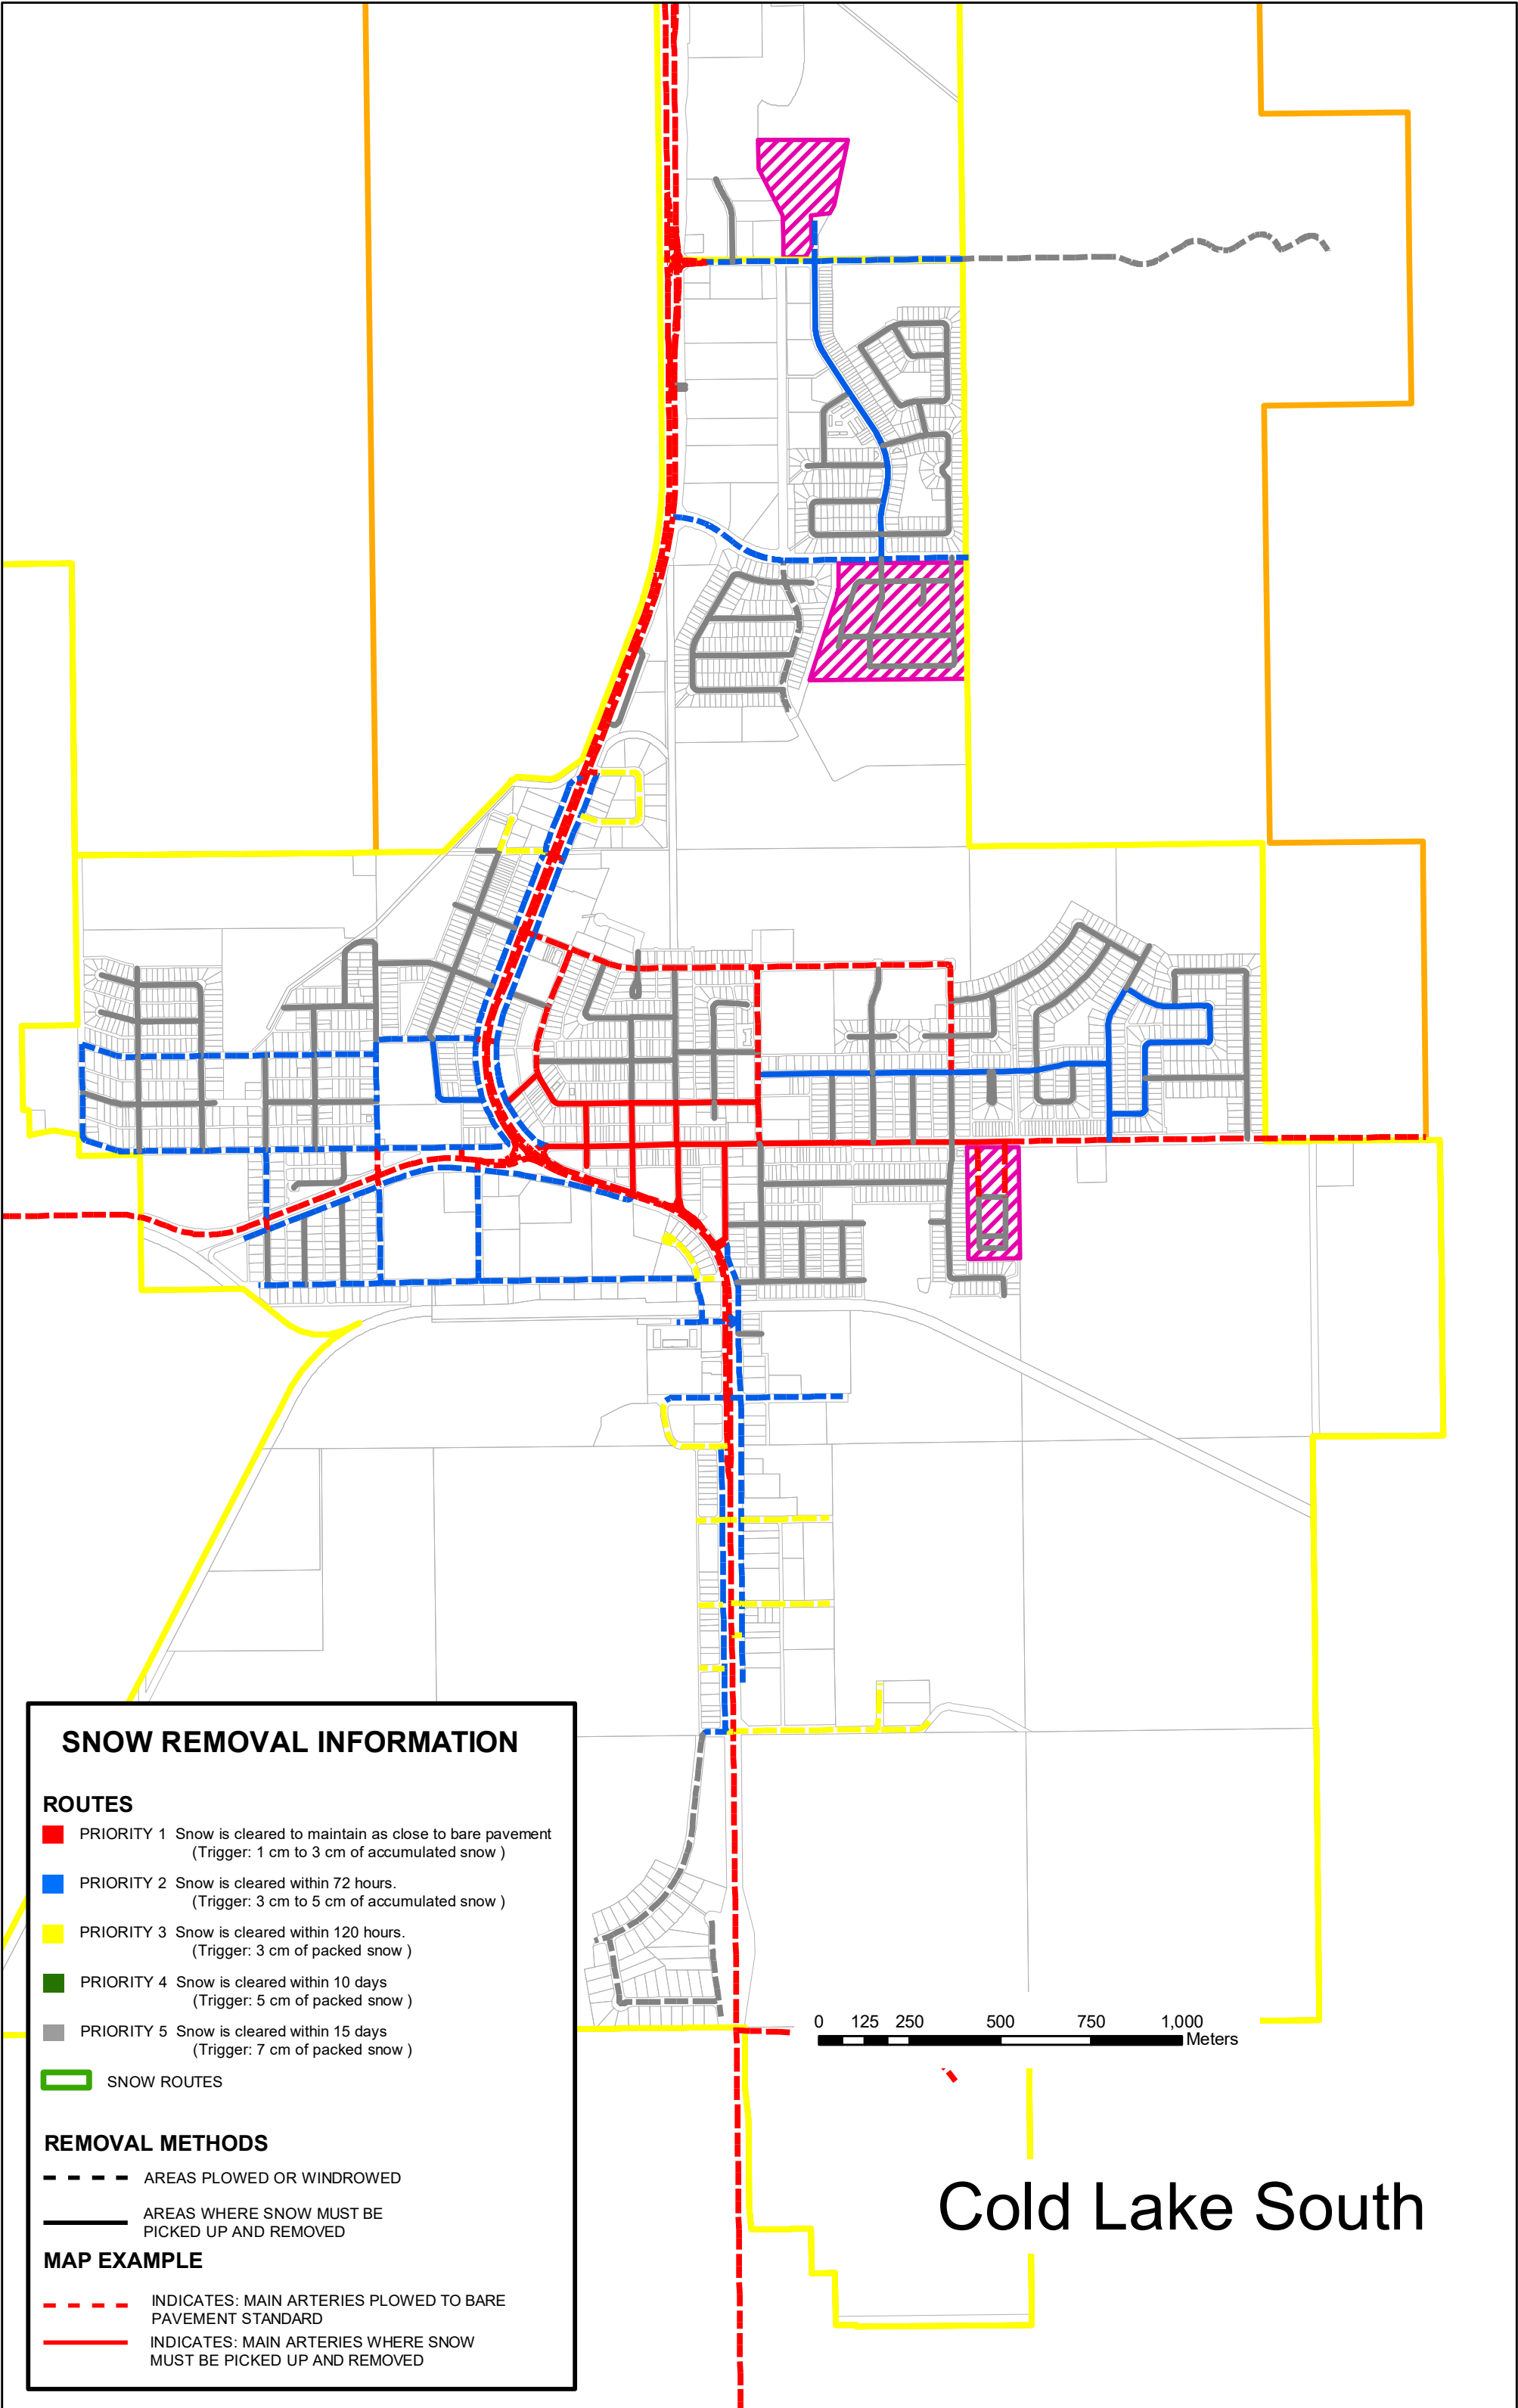 SNOW REMOVAL INFORMATION
ROUTES
PRIORITY 1 Snow is cleared to maintain as close to bare pavement
(Trigger: 1 cm to 3 cm of accumulated snow )
PRIORITY 2 Snow is cleared within 72 hours.
(Trigger: 3 cm to 5 cm of accumulated snow )
PRIORITY 3 Snow is cleared within 120 hours.
(Trigger: 3 cm of packed snow )
PRIORITY 4 Snow is cleared within 10 days
(Trigger: 5 cm of packed snow )
PRIORITY 5 Snow is cleared within 15 days
(Trigger: 7 cm of packed snow )
SNOW ROUTES
REMOVAL METHODS
AREAS PLOWED OR WINDROWED
AREAS WHERE SNOW MUST BE
PICKED UP AND REMOVED
MAP EXAMPLE
INDICATES: MAIN ARTERIES PLOWED TO BARE
PAVEMENT STANDARD
INDICATES: MAIN ARTERIES WHERE SNOW
MUST BE PICKED UP AND REMOVED
0 125 250 500 750 1,000
Meters
Cold Lake South